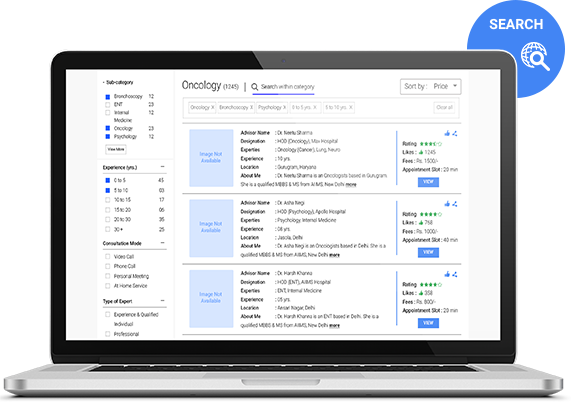 SEARCH
Sub-category
Bronchoscopy 12
ENT 23
Internal Medicine 12
Oncology 23
Psychology 12
View More
Experience (yrs.)
0 to 5 45
5 to 10 03
10 to 15 17
15 to 20 06
20 to 30 35
30 + 25
Consultation Mode
Video Call
Phone Call
Personal Meeting
At Home Service
Type of Expert
Experience & Qualified
Individual
Professional
Oncology (1245) | Search within category
Sort by : Price
Oncology X Bronchoscopy X Psychology X 0 to 5 yrs. X 5 to 10 yrs. X Clear all
Image Not
Available
Advisor Name : Dr. Neetu Sharma
Designation : HOD (Oncology), Max Hospital
Experties : Oncology (Cancer), Lung, Neuro
Experience : 10 yrs.
Location : Gurugram, Haryana
About Me : Dr. Neetu Sharma is an Oncologists based in Gurugram
She is a qualified MBBS & MS from AIIMS, New Delhi more
Rating
Likes : 1245
Fees : Rs. 1500/-
Appointment Slot : 20 min
VIEW
Image Not
Available
Advisor Name : Dr. Asha Negi
Designation : HOD (Psychology), Apollo Hospital
Experties : Psychology, Internal Medicine
Experience : 08 yrs.
Location : Jasola, Delhi
About Me : Dr. Asha Negi is an Oncologists based in Delhi. She is a
qualified MBBS & MS from AIIMS, New Delhi more
Rating
Likes : 768
Fees : Rs. 1000/-
Appointment Slot : 40 min
VIEW
Image Not
Available
Advisor Name : Dr. Harsh Khanna
Designation : HOD (ENT), AIIMS Hospital
Experties : ENT, Internal Medicine
Experience : 05 yrs.
Location : Nagar, Delhi
About Me : Dr. Harsh Khanna is an ENT based in Delhi. She is a
qualified MBBS & MS from AIIMS, New Delhi more
Rating
Likes : 358
Fees : Rs. 800/-
Appointment Slot : 20 min
VIEW